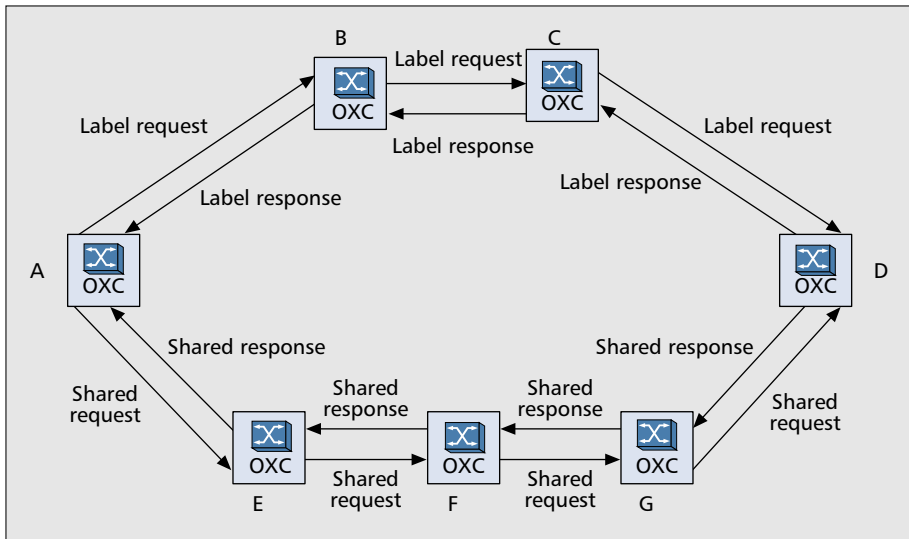 B
C
Label request
OXC
OXC
Label request
Label request
Label response
Label response
Label response
A
OXC
OXC
D
Shared response
Shared response
Shared
request
Shared
response
Shared
response
Shared
request
OXC
OXC
OXC
Shared
request
Shared
request
E
F
G